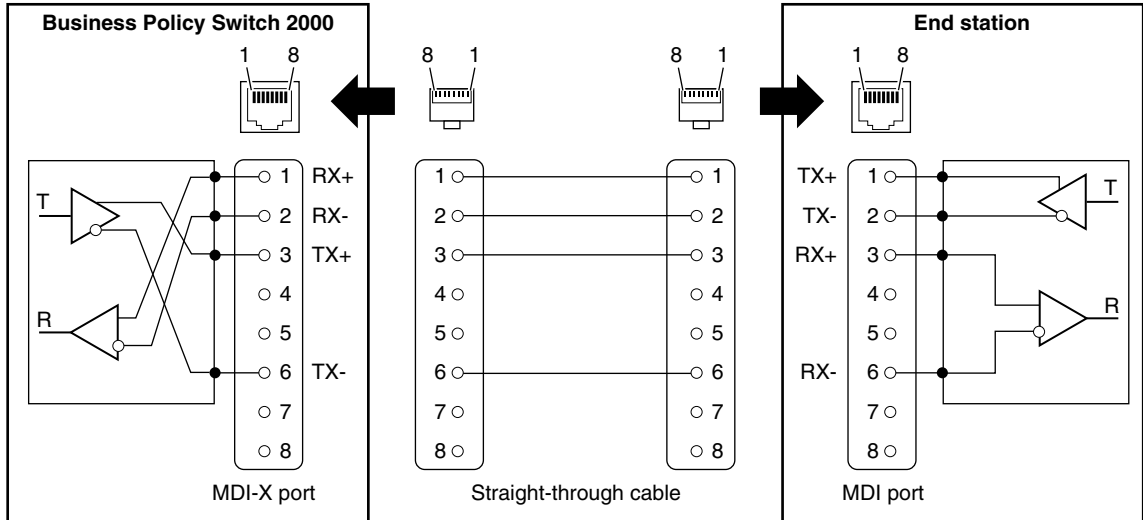 Business Policy Switch 2000
End station
1 8
8 1
8 1
1 8
T
R
1 RX+
2 RX-
3 TX+
4
5
6 TX-
7
8
1
2
3
4
5
6
7
8
1
2
3
4
5
6
7
8
TX+ 1
TX- 2
RX+ 3
4
5
RX- 6
7
8
T
R
MDI-X port
Straight-through cable
MDI port